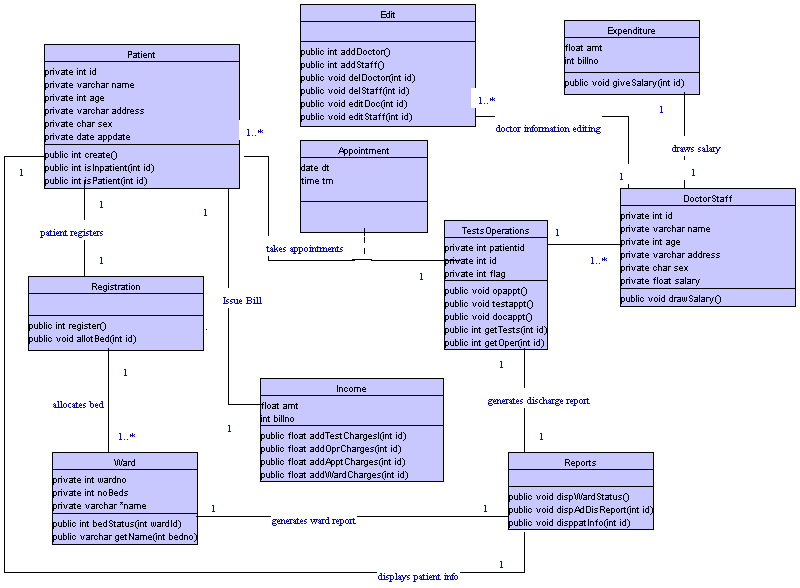 Edit
public int addDoctor()
public int addStaff()
public void delDoctor(int id)
public void delStaff(int id)
public void editDoc(int id)
public void editStaff(int id)
Expenditure
float amt
int billno
public void giveSalary(int id)
Patient
private int id
private varchar name
private int age
private varchar address
private char sex
private date appdate
public int create()
public int isInpatient(int id)
public int isPatient(int id)
1..*
1..*
doctor information editing
1
draws salary
1
1
Appointment
date dt
time tm
takes appointments
1
DoctorStaff
private int id
private varchar name
private int age
private varchar address
private char sex
private float salary
public void drawSalary()
TestsOperations
private int patientid
private int id
private int flag
public void opappt()
public void testappt()
public void docappt()
public int getTests(int id)
public int getOper(int id)
1
1..*
1
1
1
patient registers
1
Registration
public int register()
public void allotBed(int id)
Issue Bill
1
allocates bed
1..*
1
Income
float amt
int billno
public float addTestChargesI(int id)
public float addOprCharges(int id)
public float addApptCharges(int id)
public float addWardCharges(int id)
1
generates discharge report
1
Ward
private int wardno
private int noBeds
private varchar *name
public int bedStatus(int wardId)
public varchar getName(int bedno)
Reports
public void dispWardStatus()
public void dispAdDisReport(int id)
public void disppatInfo(int id)
1
generates ward report
1
1
displays patient info